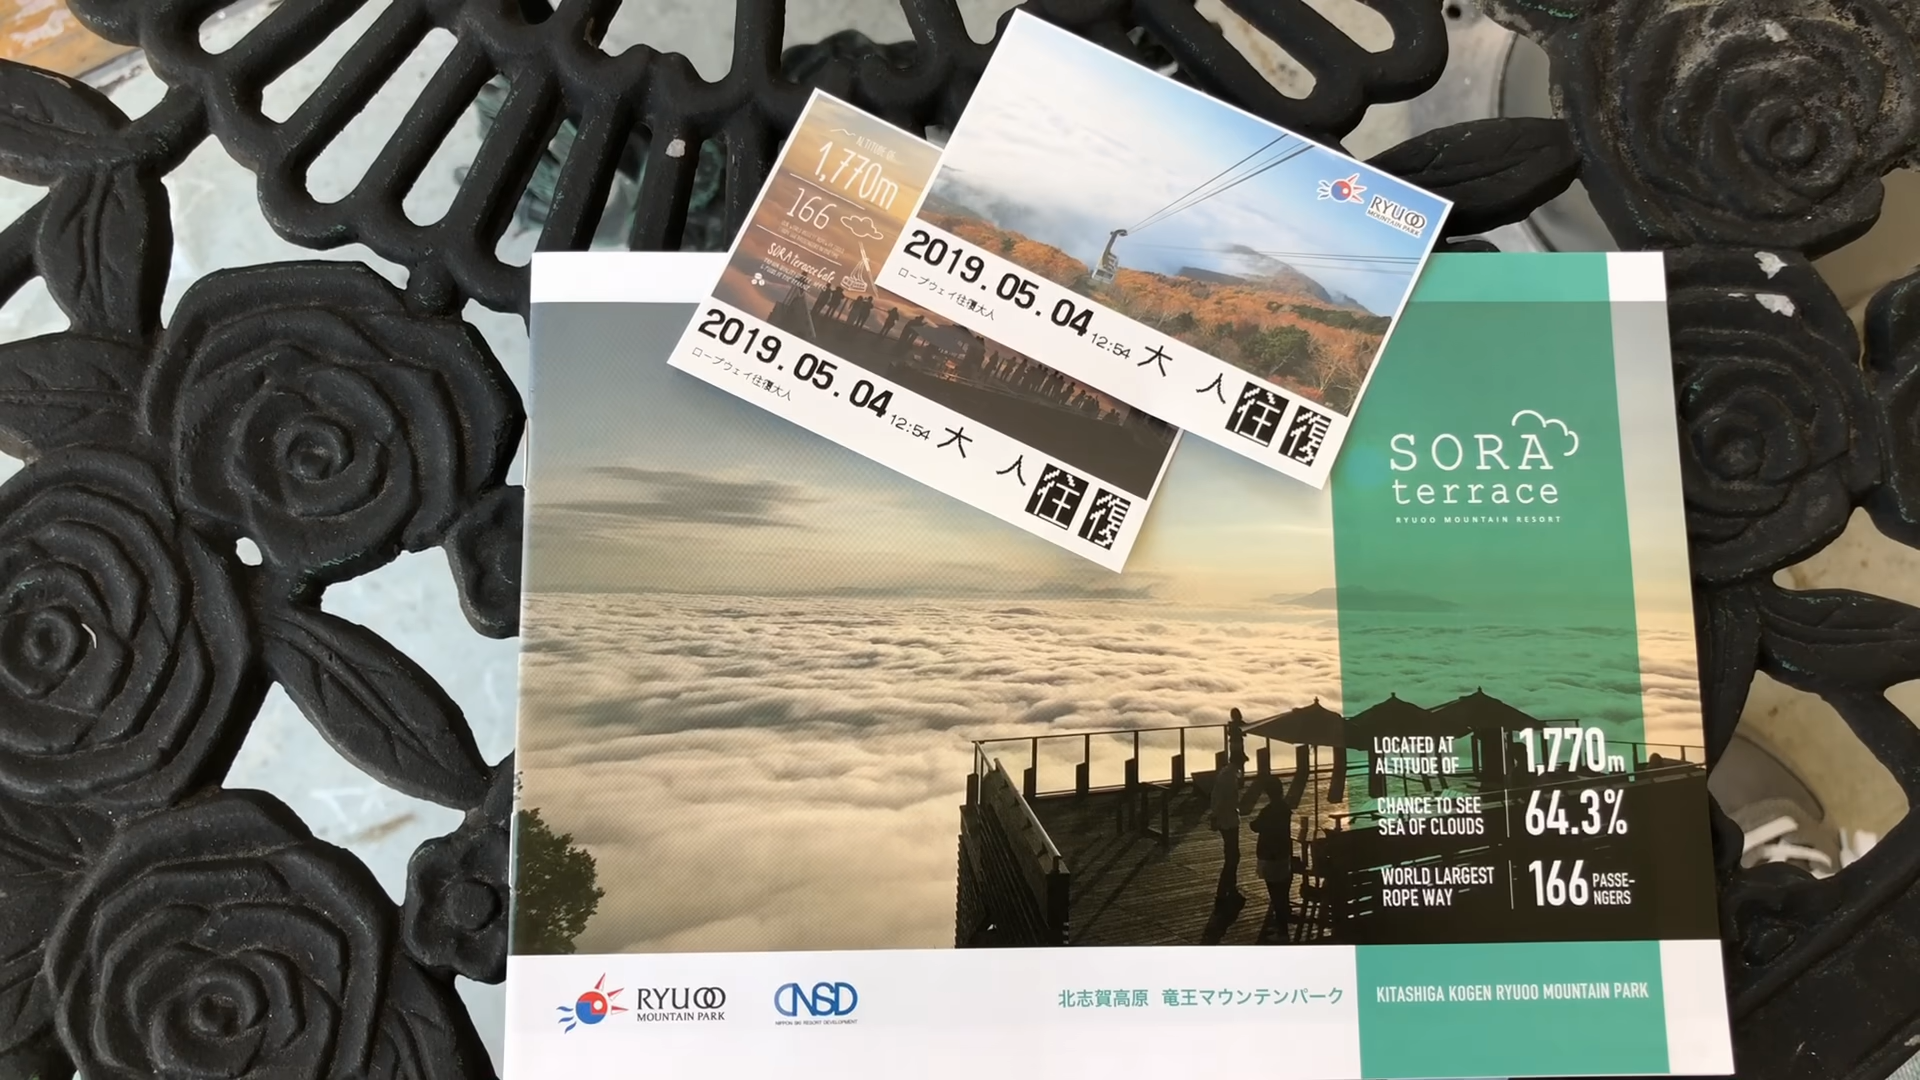 ALTITUDE OF
1,770m
166
SORA terrace Cafe
2019.05.04 12:54 大 人 往復
ロープウェイ往復大人
RYUOO
MOUNTAIN PARK
2019.05.04 12:54 大 人 往復
ロープウェイ往復大人
SORA
terrace
RYUOO MOUNTAIN RESORT
LOCATED AT
ALTITUDE OF
1,770m
CHANCE TO SEE
SEA OF CLOUDS
64.3%
WORLD LARGEST
ROPE WAY
166 PASSE-
NGERS
RYUOO
MOUNTAIN PARK
NSD
NIPPON SKI RESORT DEVELOPMENT
北志賀高原 竜王マウンテンパーク
KITASHIGA KOGEN RYUOO MOUNTAIN PARK